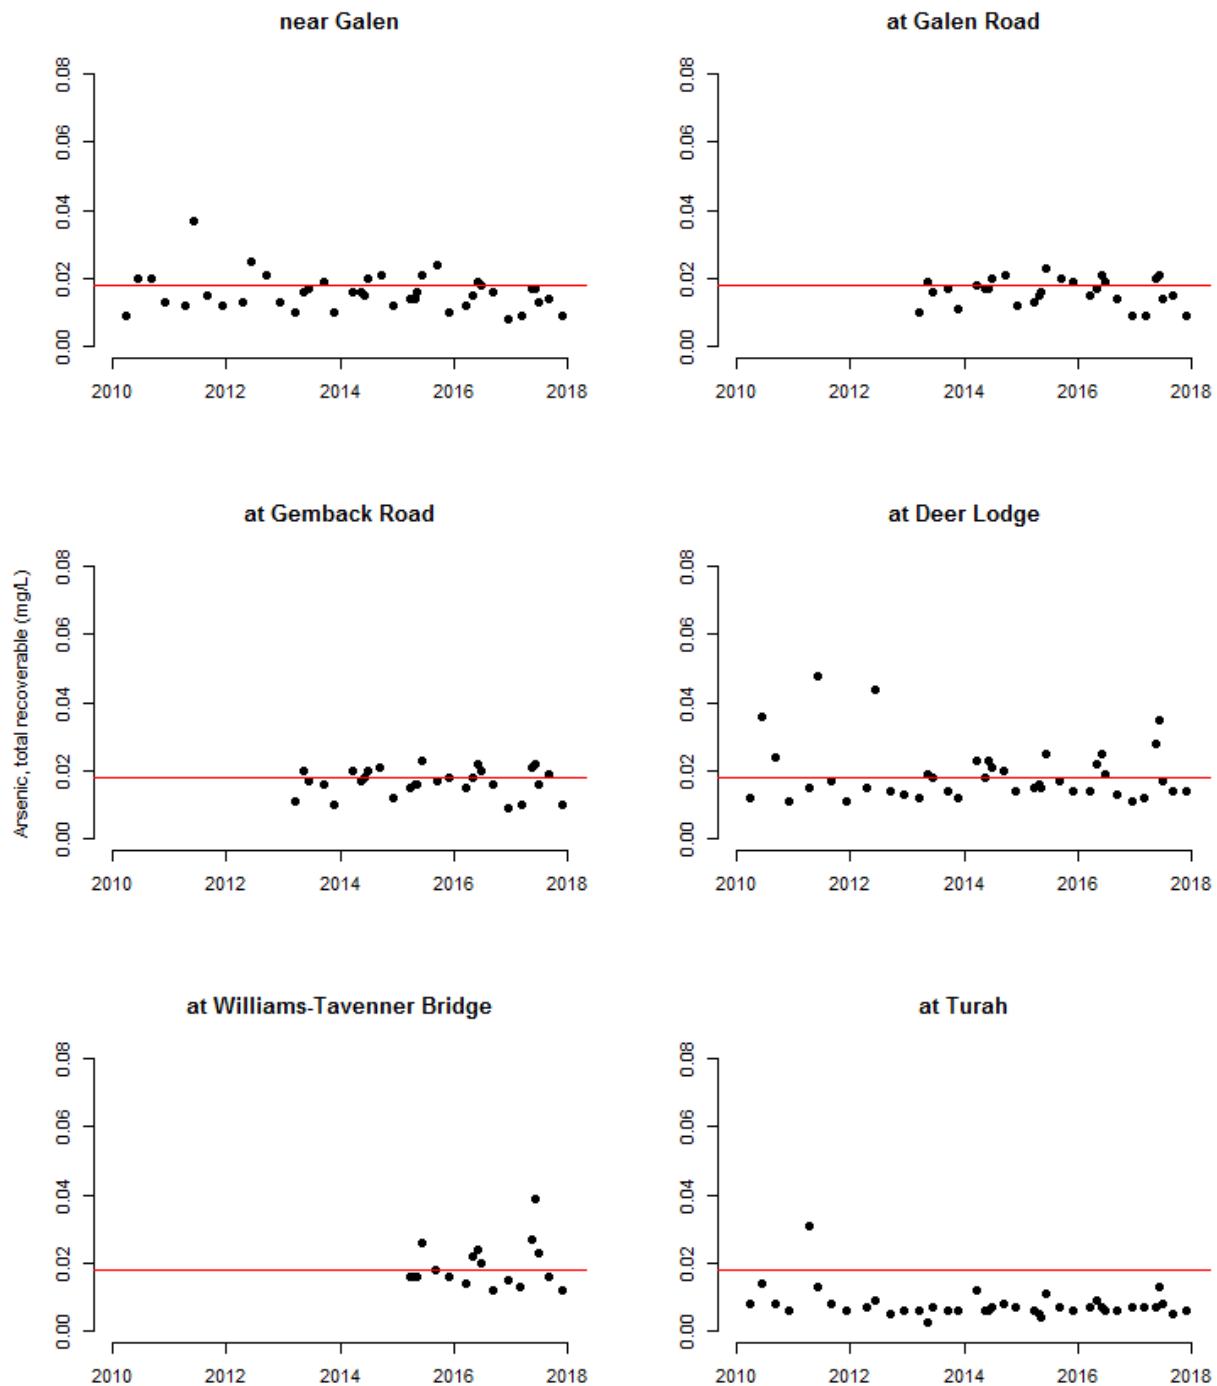 near Galen
at Galen Road
0.00 0.02 0.04 0.06 0.08
2010 2012 2014 2016 2018
0.00 0.02 0.04 0.06 0.08
2010 2012 2014 2016 2018
at Gemback Road
at Deer Lodge
Arsenic, total recoverable (mg/L)
0.00 0.02 0.04 0.06 0.08
2010 2012 2014 2016 2018
0.00 0.02 0.04 0.06 0.08
2010 2012 2014 2016 2018
at Williams-Tavenner Bridge
at Turah
0.00 0.02 0.04 0.06 0.08
2010 2012 2014 2016 2018
0.00 0.02 0.04 0.06 0.08
2010 2012 2014 2016 2018